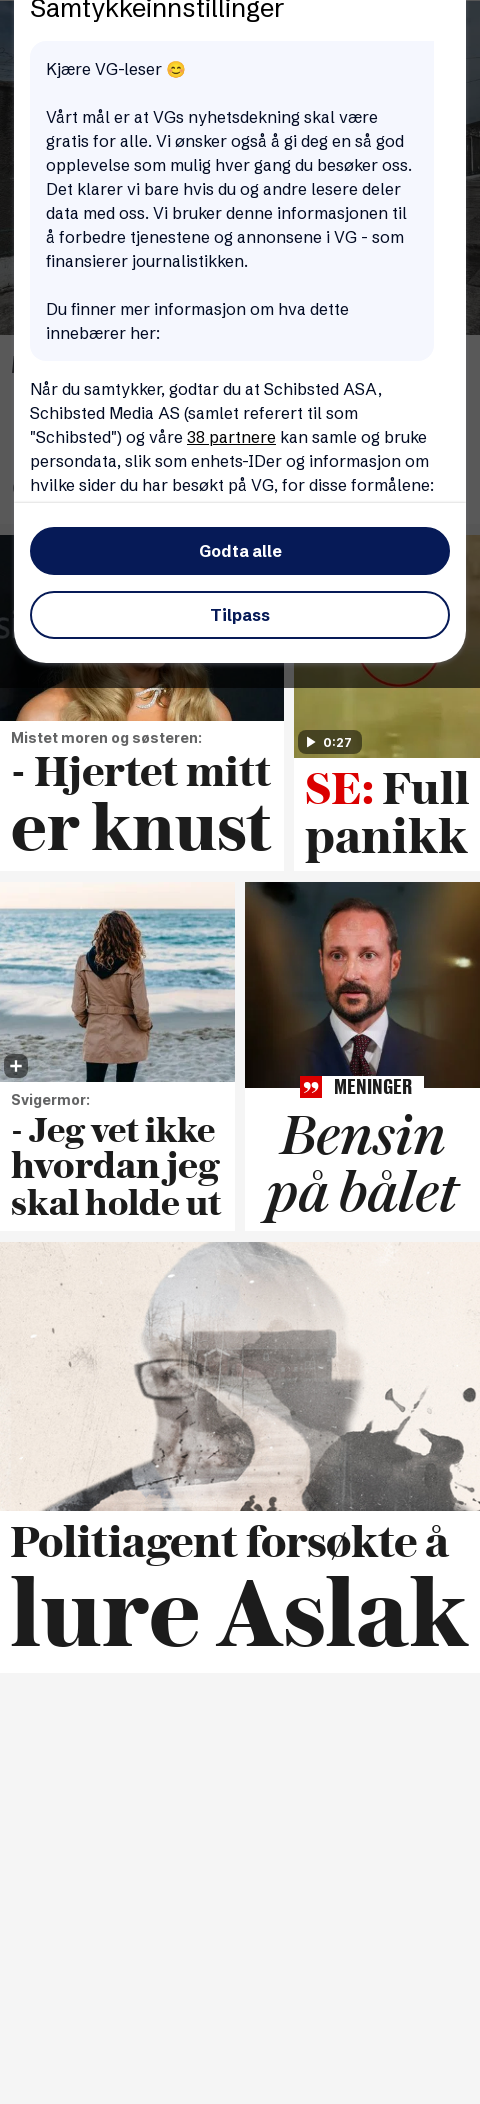 Samtykkeinnstillinger
Kjære VG-leser 😊
Vårt mål er at VGs nyhetsdekning skal være
gratis for alle. Vi ønsker også å gi deg en så god
opplevelse som mulig hver gang du besøker oss.
Det klarer vi bare hvis du og andre lesere deler
data med oss. Vi bruker denne informasjonen til
å forbedre tjenestene og annonsene i VG - som
finansierer journalistikken.
Du finner mer informasjon om hva dette
innebærer her:
Når du samtykker, godtar du at Schibsted ASA,
Schibsted Media AS (samlet referert til som
"Schibsted") og våre 38 partnere kan samle og bruke
persondata, slik som enhets-IDer og informasjon om
hvilke sider du har besøkt på VG, for disse formålene:
Godta alle
Tilpass
Mistet moren og søsteren:
- Hjertet mitt
er knust
0:27
SE: Full
panikk
Svigermor:
- Jeg vet ikke
hvordan jeg
skal holde ut
MENINGER
Bensin
på bålet
Politiagent forsøkte å
lure Aslak